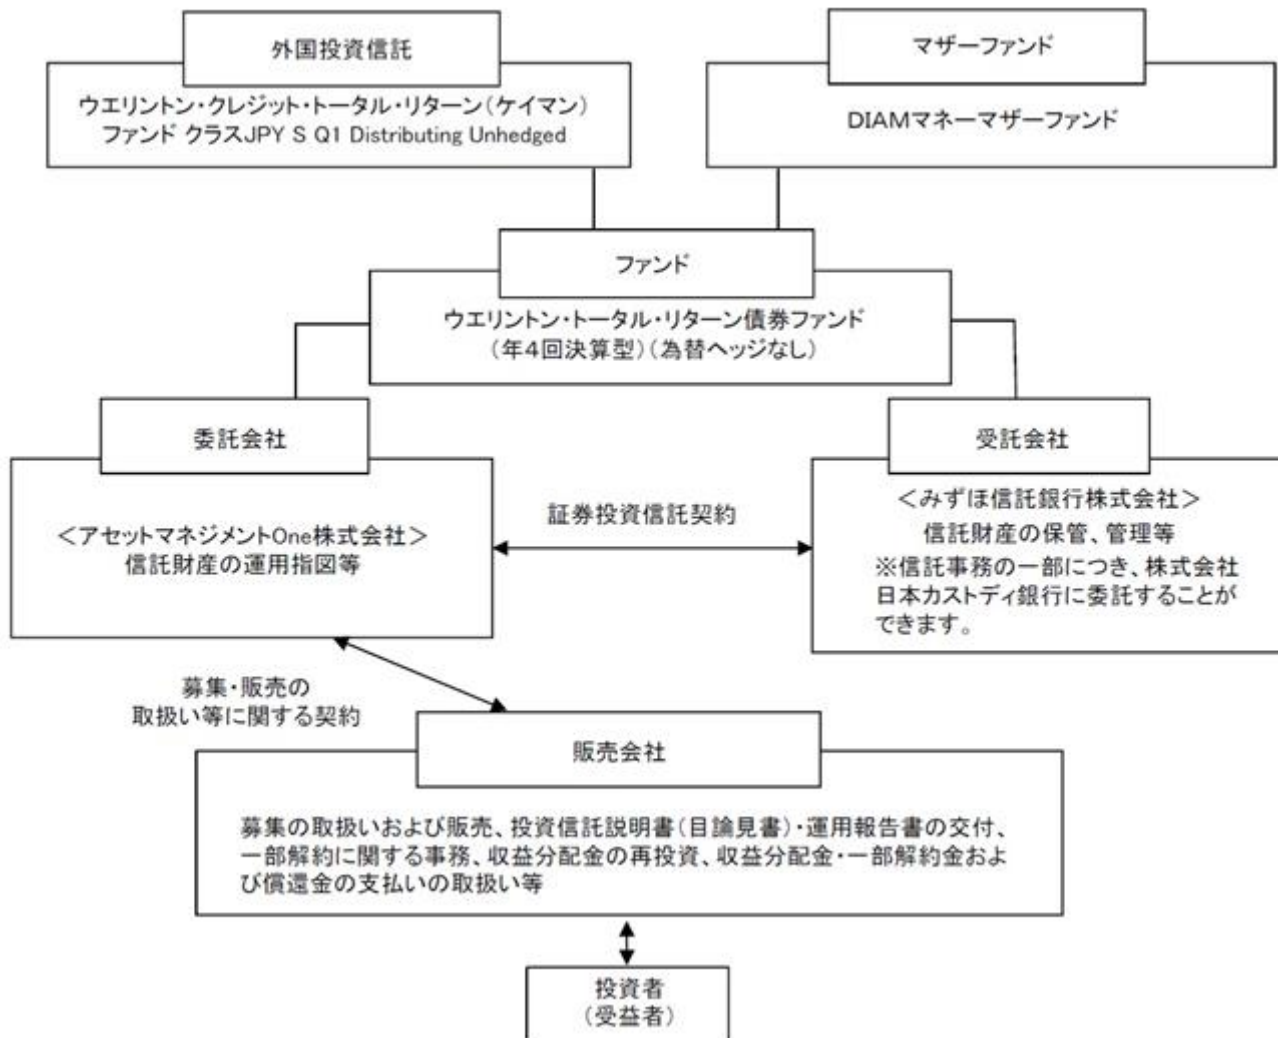 外国投資信託
ウエリントン・クレジット・トータル・リターン(ケイマン)
ファンド クラスJPY S Q1 Distributing Unhedged
マザーファンド
DIAMマネーマザーファンド
ファンド
ウエリントン・トータル・リターン債券ファンド
(年4回決算型)(為替ヘッジなし)
委託会社
<アセットマネジメントOne株式会社>
信託財産の運用指図等
証券投資信託契約
受託会社
<みずほ信託銀行株式会社>
信託財産の保管、管理等
※信託事務の一部につき、株式会社
日本カストディ銀行に委託することが
できます。
募集・販売の
取扱い等に関する契約
販売会社
募集の取扱いおよび販売、投資信託説明書(目論見書)・運用報告書の交付、
一部解約に関する事務、収益分配金の再投資、収益分配金・一部解約金およ
び償還金の支払いの取扱い等
投資者
(受益者)